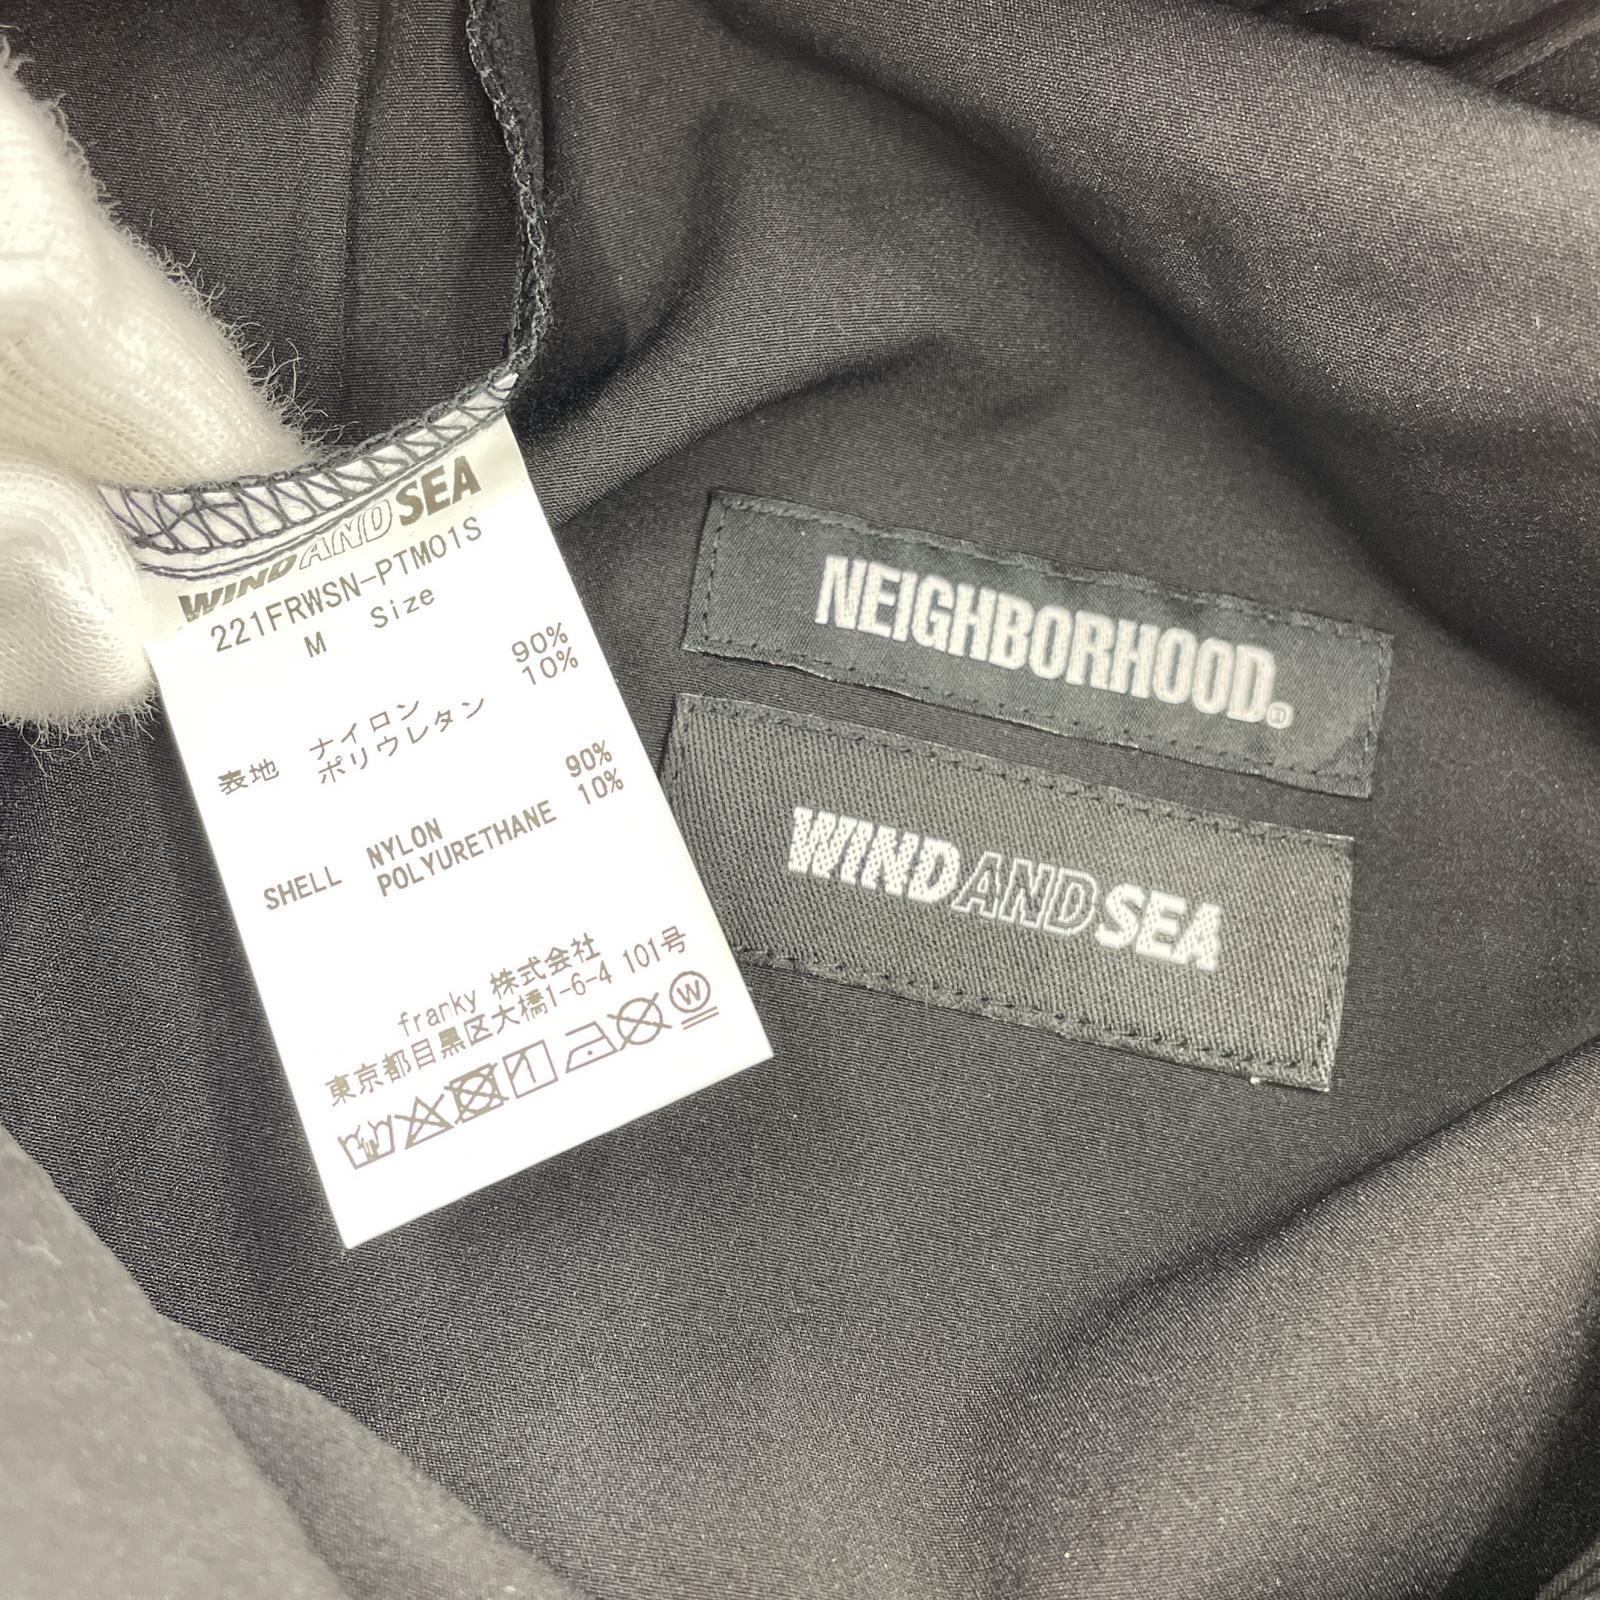 WINDANDSEA
221FRWSN-PTM01S
M Size
表地 ナイロン 90%
ポリウレタン 10%
SHELL NYLON 90%
POLYURETHANE 10%
franky 株式会社
東京都目黒区大橋1-6-4 101号
W
NEIGHBORHOOD®
WINDANDSEA